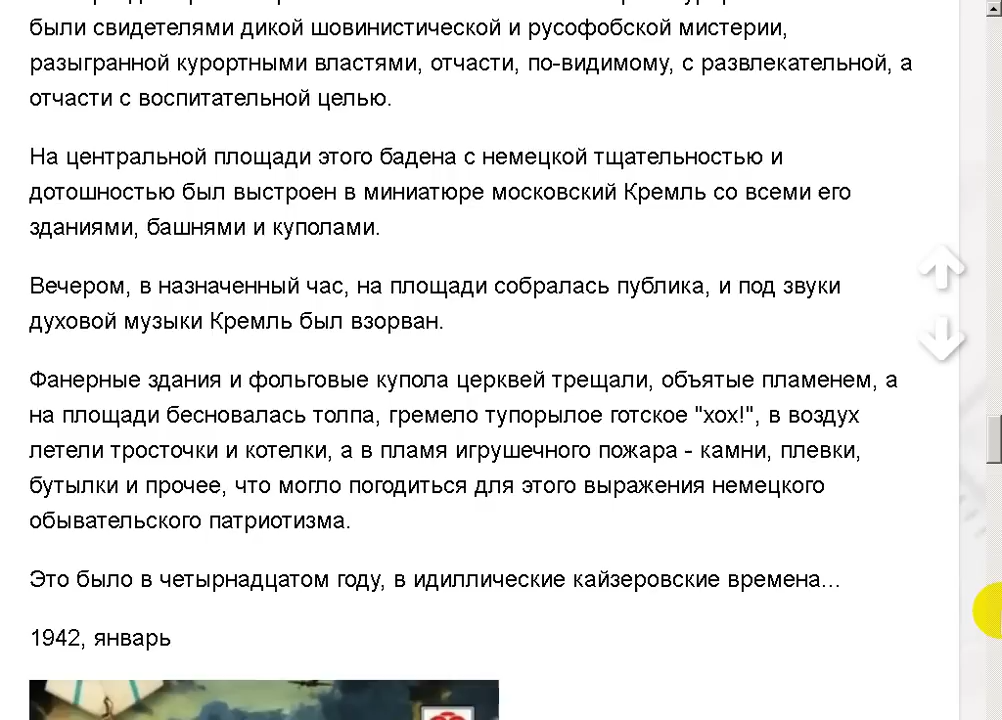 были свидетелями дикой шовинистической и русофобской мистерии,
разыгранной курортными властями, отчасти, по-видимому, с развлекательной, а
отчасти с воспитательной целью.
На центральной площади этого бадена с немецкой тщательностью и
дотошностью был выстроен в миниатюре московский Кремль со всеми его
зданиями, башнями и куполами.
Вечером, в назначенный час, на площади собралась публика, и под звуки
духовой музыки Кремль был взорван.
Фанерные здания и фольговые купола церквей трещали, объятые пламенем, а
на площади бесновалась толпа, гремело тупорылое готское "хох!", в воздух
летели тросточки и котелки, а в пламя игрушечного пожара - камни, плевки,
бутылки и прочее, что могло погодиться для этого выражения немецкого
обывательского патриотизма.
Это было в четырнадцатом году, в идиллические кайзеровские времена...
1942, январь